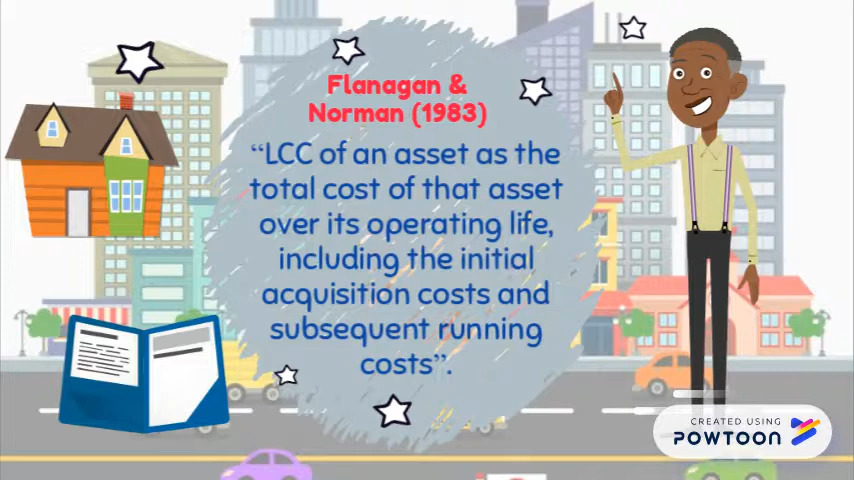 Flanagan &
Norman (1983)
“LCC of an asset as the
total cost of that asset
over its operating life,
including the initial
acquisition costs and
subsequent running
costs”.
CREATED USING
POWTOON